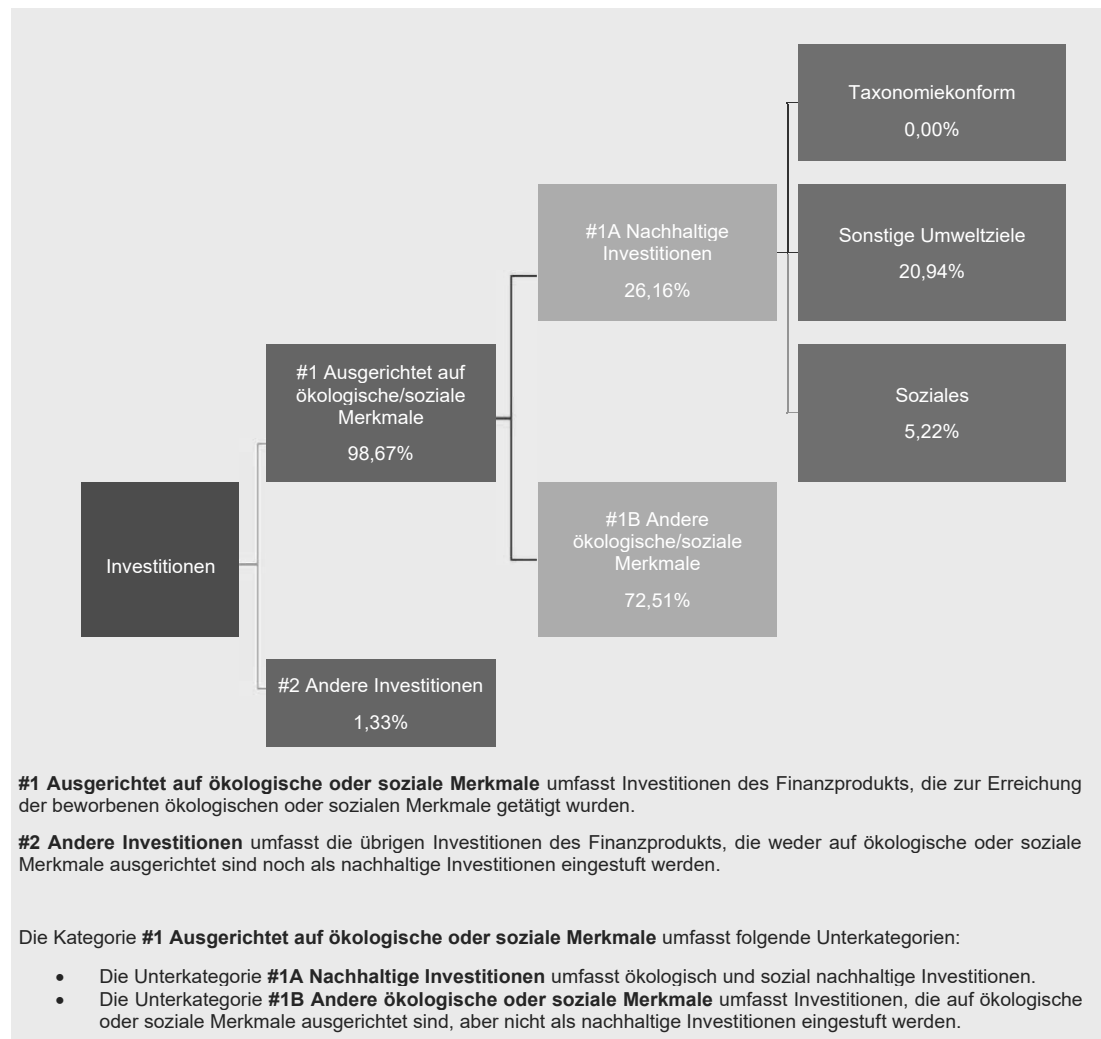 Taxonomiekonform
0,00%
#1A Nachhaltige
Investitionen
26,16%
Sonstige Umweltziele
20,94%
#1 Ausgerichtet auf
ökologische/soziale
Merkmale
98,67%
Soziales
5,22%
Investitionen
#1B Andere
ökologische/soziale
Merkmale
72,51%
#2 Andere Investitionen
1,33%
#1 Ausgerichtet auf ökologische oder soziale Merkmale umfasst Investitionen des Finanzprodukts, die zur Erreichung
der beworbenen ökologischen oder sozialen Merkmale getätigt wurden.
#2 Andere Investitionen umfasst die übrigen Investitionen des Finanzprodukts, die weder auf ökologische oder soziale
Merkmale ausgerichtet sind noch als nachhaltige Investitionen eingestuft werden.
Die Kategorie #1 Ausgerichtet auf ökologische oder soziale Merkmale umfasst folgende Unterkategorien:
• Die Unterkategorie #1A Nachhaltige Investitionen umfasst ökologisch und sozial nachhaltige Investitionen.
• Die Unterkategorie #1B Andere ökologische oder soziale Merkmale umfasst Investitionen, die auf ökologische
oder soziale Merkmale ausgerichtet sind, aber nicht als nachhaltige Investitionen eingestuft werden.